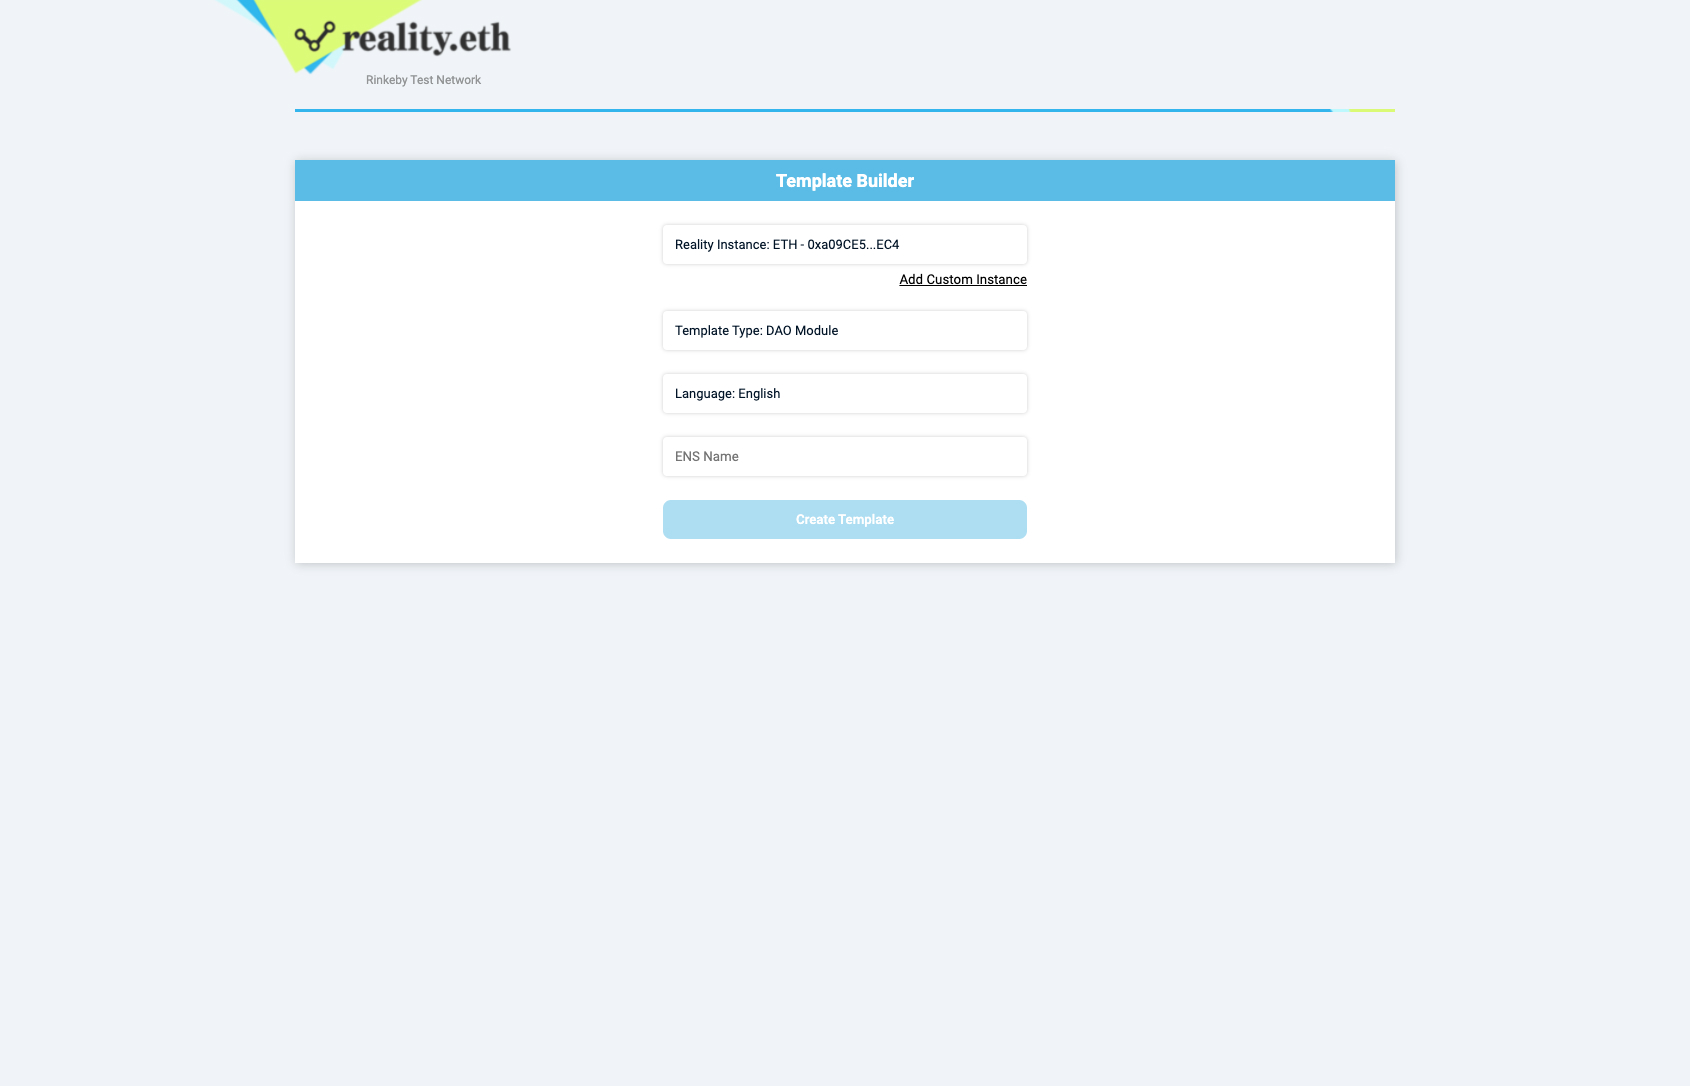 reality.eth
Rinkeby Test Network
Template Builder
Reality Instance: ETH - 0xa09CE5...EC4
Add Custom Instance
Template Type: DAO Module
Language: English
ENS Name
Create Template